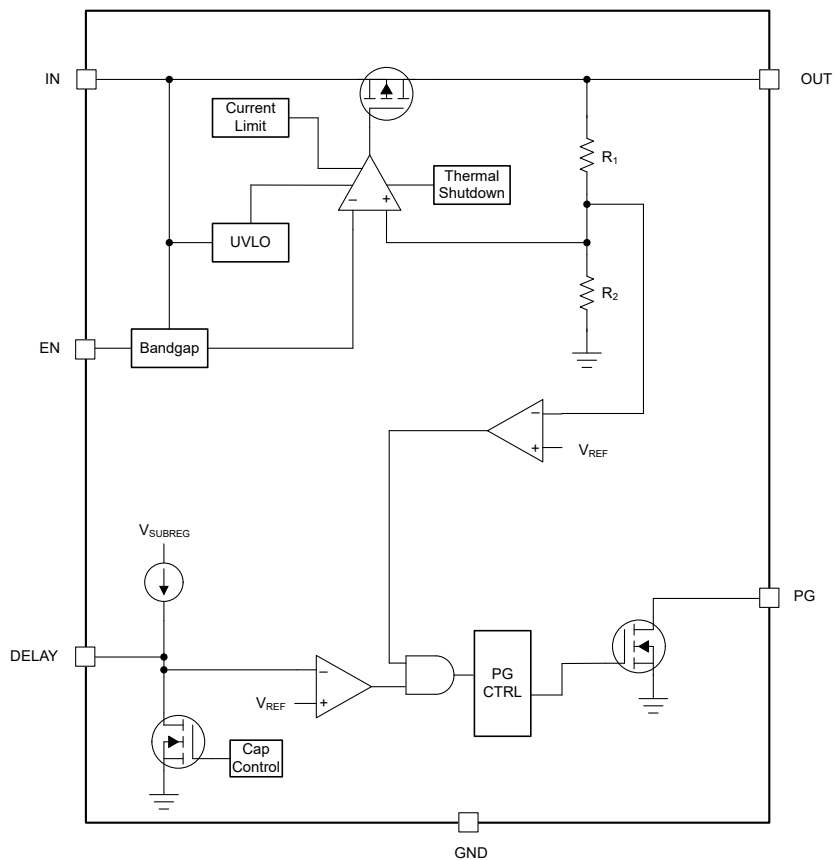 IN
OUT
Current
Limit
R1
Thermal
Shutdown
− +
UVLO
R2
EN
Bandgap
−
+
VREF
VSUBREG
PG
DELAY
−
VREF
+
PG
CTRL
Cap
Control
GND